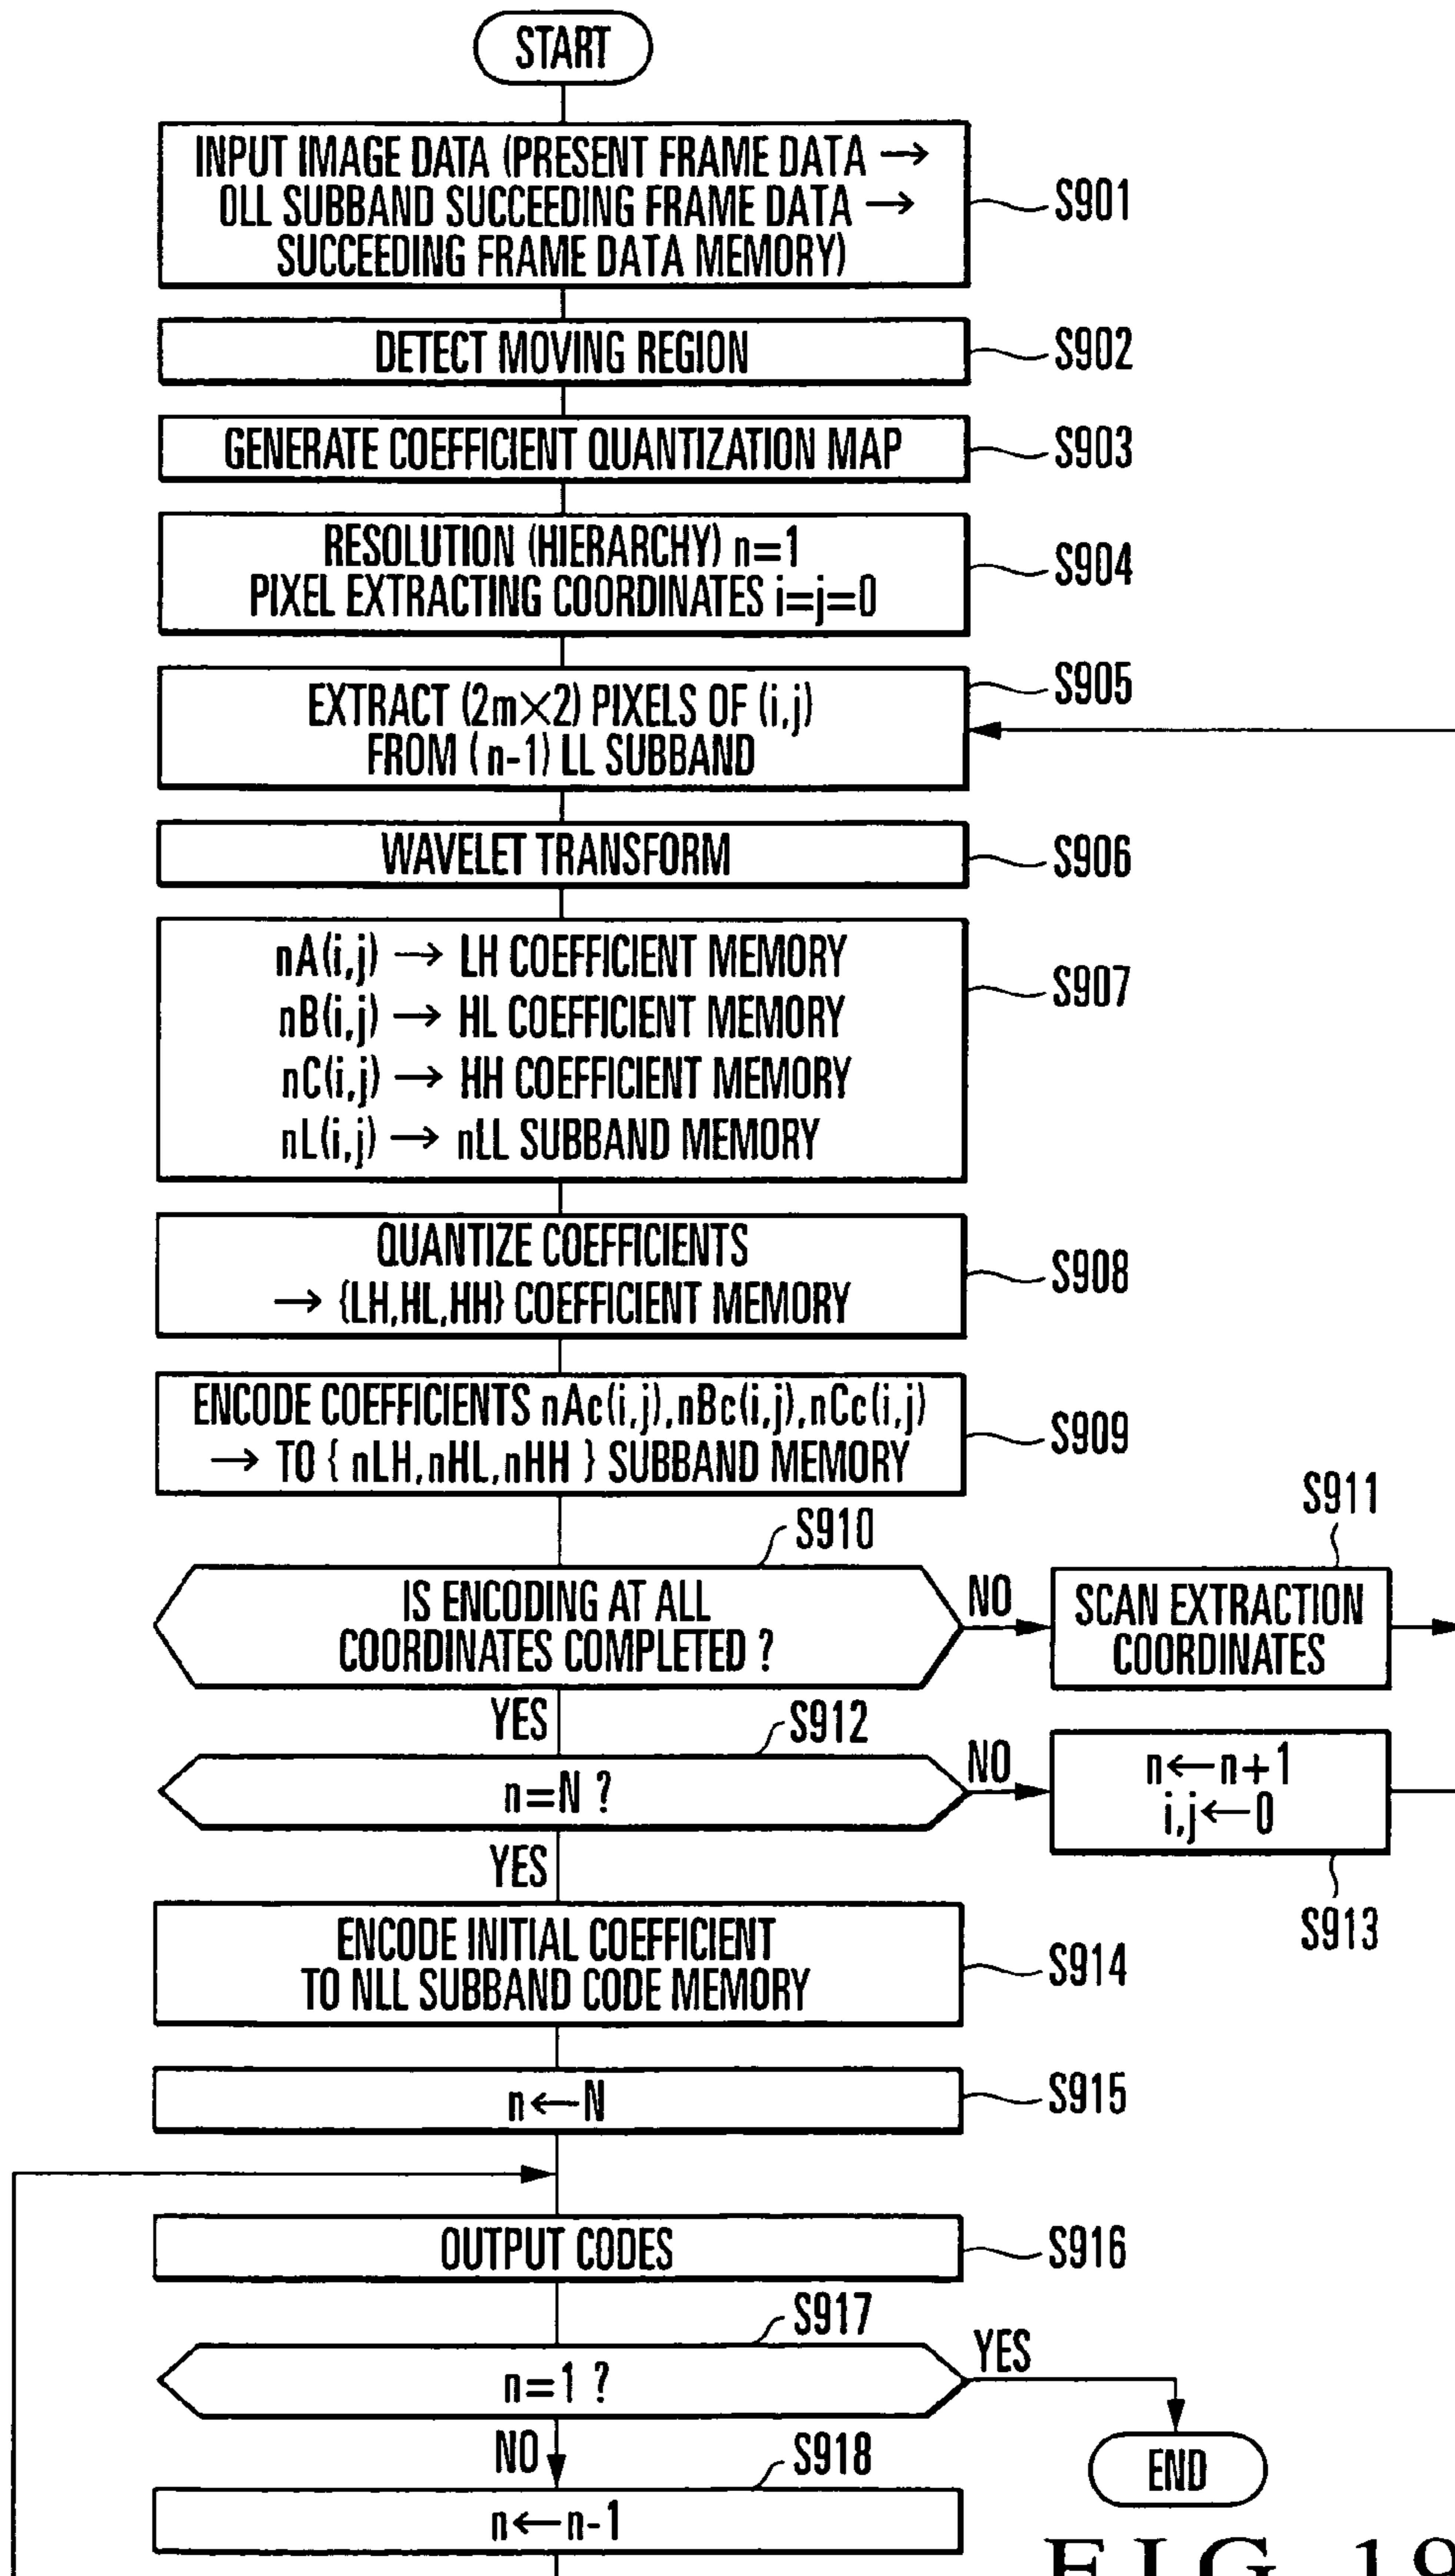 START
INPUT IMAGE DATA (PRESENT FRAME DATA →
OLL SUBBAND SUCCEEDING FRAME DATA →
SUCCEEDING FRAME DATA MEMORY)
S901
DETECT MOVING REGION
S902
GENERATE COEFFICIENT QUANTIZATION MAP
S903
RESOLUTION (HIERARCHY) n=1
PIXEL EXTRACTING COORDINATES i=j=0
S904
EXTRACT (2m×2) PIXELS OF (i,j)
FROM (n-1) LL SUBBAND
S905
WAVELET TRANSFORM
S906
nA(i,j) → LH COEFFICIENT MEMORY
nB(i,j) → HL COEFFICIENT MEMORY
nC(i,j) → HH COEFFICIENT MEMORY
nL(i,j) → nLL SUBBAND MEMORY
S907
QUANTIZE COEFFICIENTS
→ {LH,HL,HH} COEFFICIENT MEMORY
S908
ENCODE COEFFICIENTS nAc(i,j),nBc(i,j),nCc(i,j)
→ TO { nLH,nHL,nHH } SUBBAND MEMORY
S909
S910
IS ENCODING AT ALL
COORDINATES COMPLETED ?
NO
S911
SCAN EXTRACTION
COORDINATES
YES
S912
n=N ?
NO
n←n+1
i,j←0
S913
YES
ENCODE INITIAL COEFFICIENT
TO NLL SUBBAND CODE MEMORY
S914
n←N
S915
OUTPUT CODES
S916
S917
n=1 ?
YES
END
NO
S918
n←n-1
FIG.19